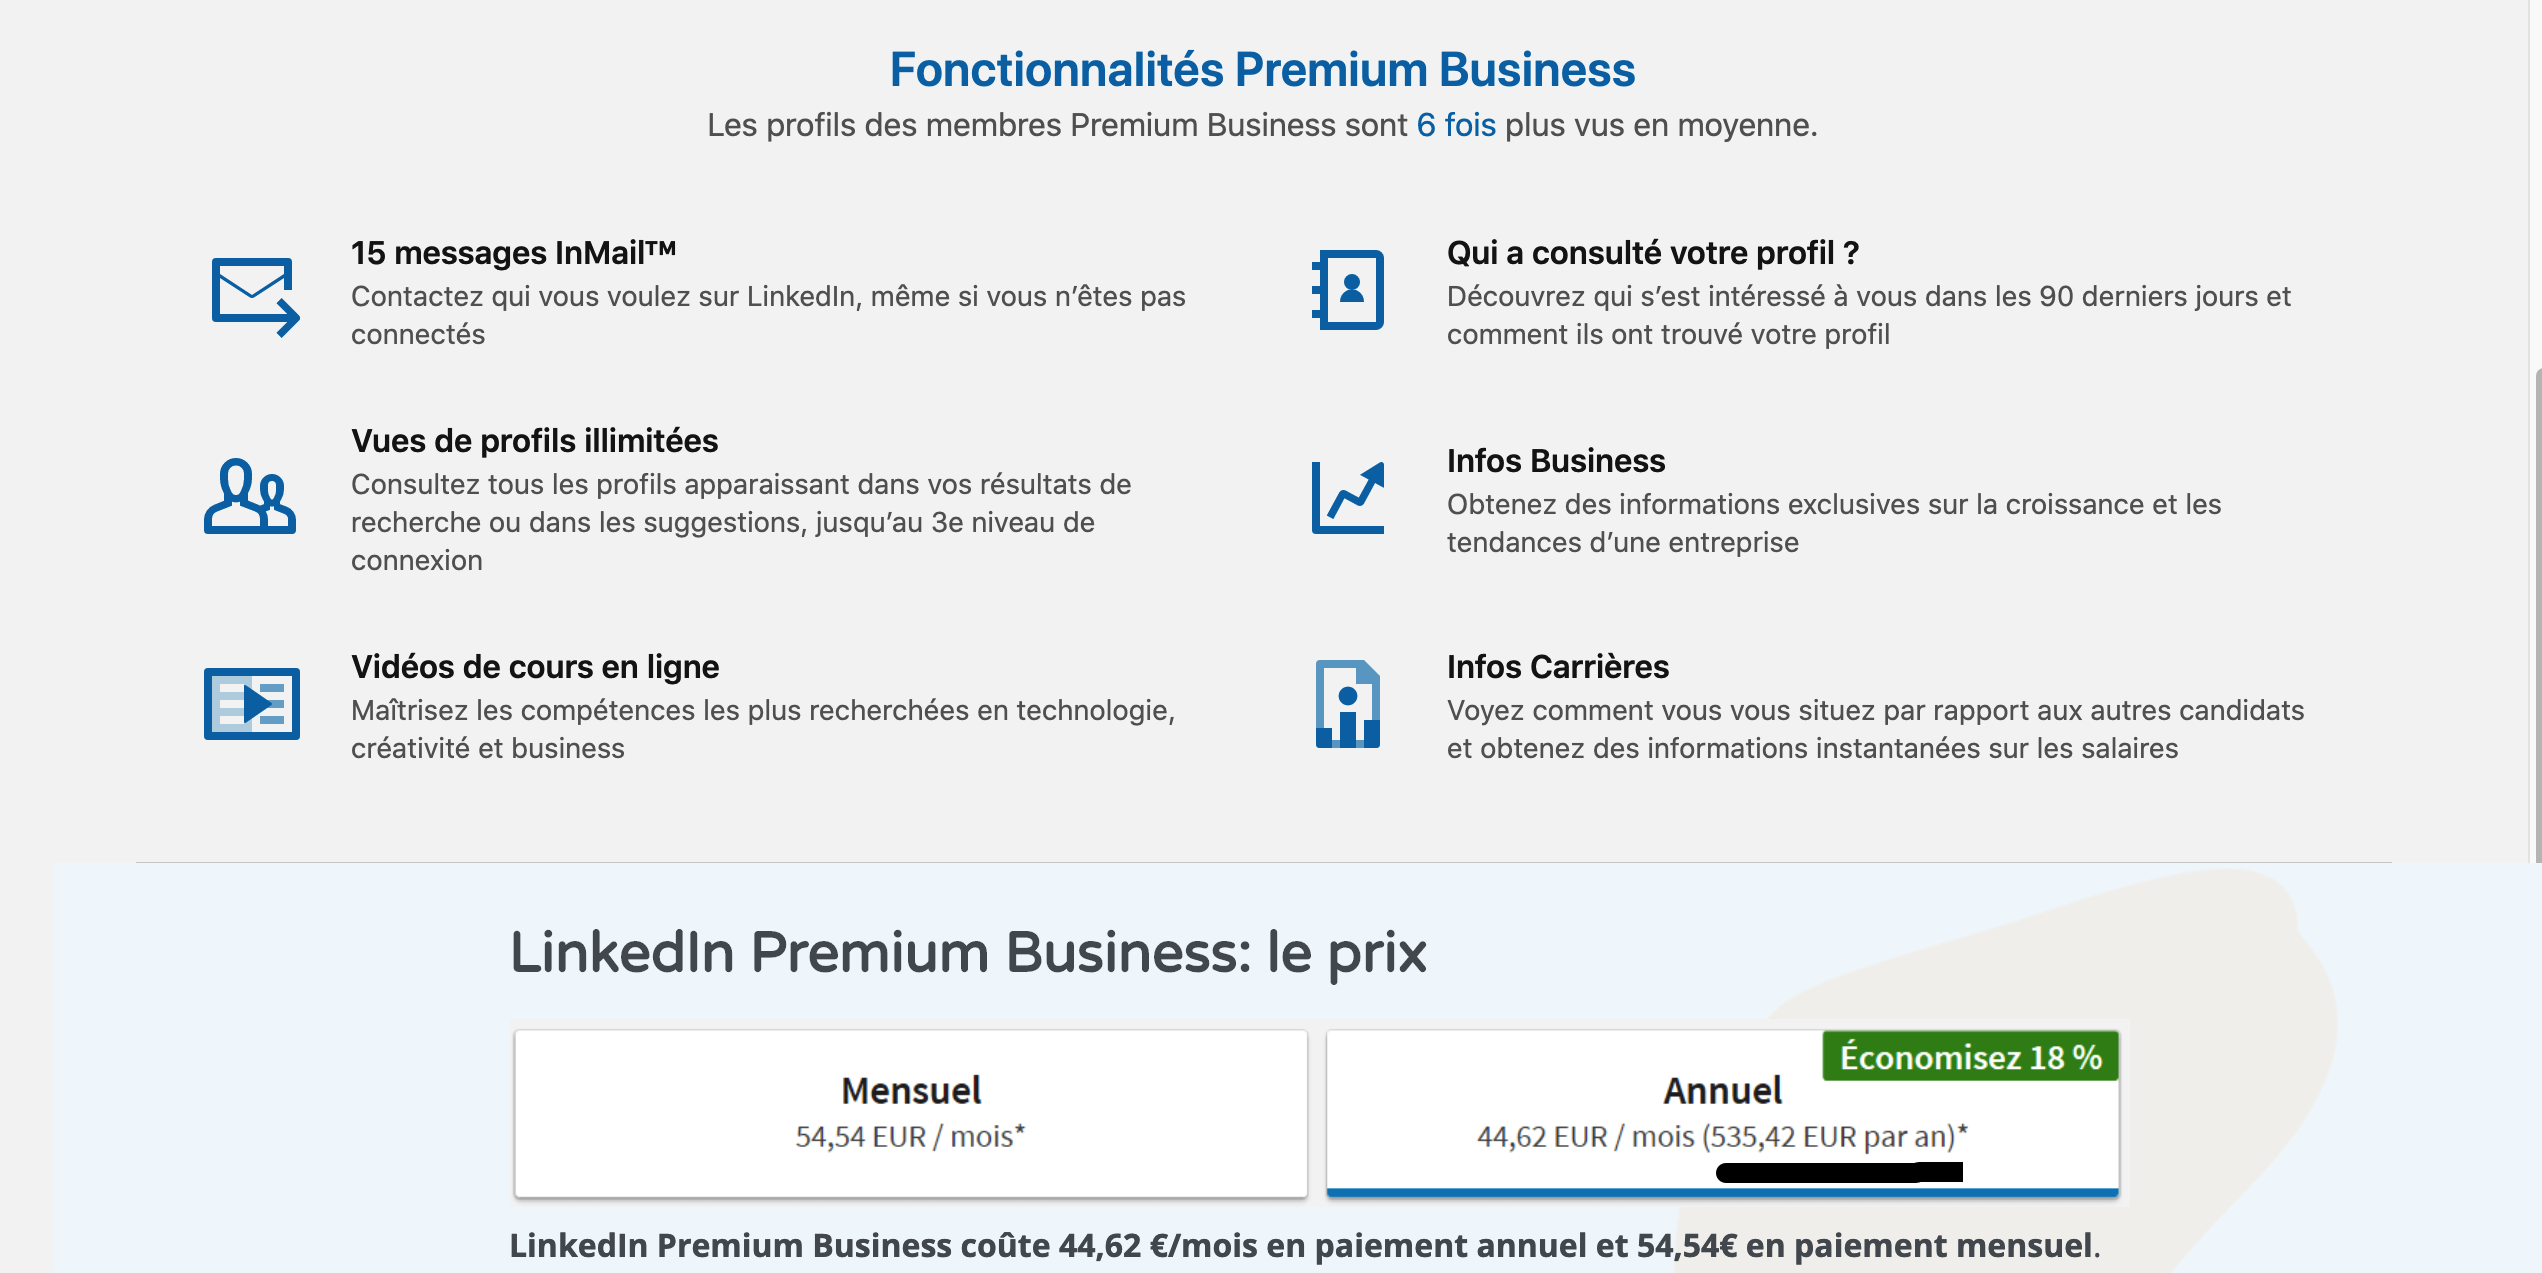 Fonctionnalités Premium Business
Les profils des membres Premium Business sont 6 fois plus vus en moyenne.
15 messages InMail™
Contactez qui vous voulez sur LinkedIn, même si vous n’êtes pas
connectés
Qui a consulté votre profil ?
Découvrez qui s’est intéressé à vous dans les 90 derniers jours et
comment ils ont trouvé votre profil
Vues de profils illimitées
Consultez tous les profils apparaissant dans vos résultats de
recherche ou dans les suggestions, jusqu’au 3e niveau de
connexion
Infos Business
Obtenez des informations exclusives sur la croissance et les
tendances d’une entreprise
Vidéos de cours en ligne
Maîtrisez les compétences les plus recherchées en technologie,
créativité et business
Infos Carrières
Voyez comment vous vous situez par rapport aux autres candidats
et obtenez des informations instantanées sur les salaires
LinkedIn Premium Business: le prix
Mensuel
54,54 EUR / mois*
Économisez 18 %
Annuel
44,62 EUR / mois (535,42 EUR par an)*
LinkedIn Premium Business coûte 44,62 €/mois en paiement annuel et 54,54€ en paiement mensuel.